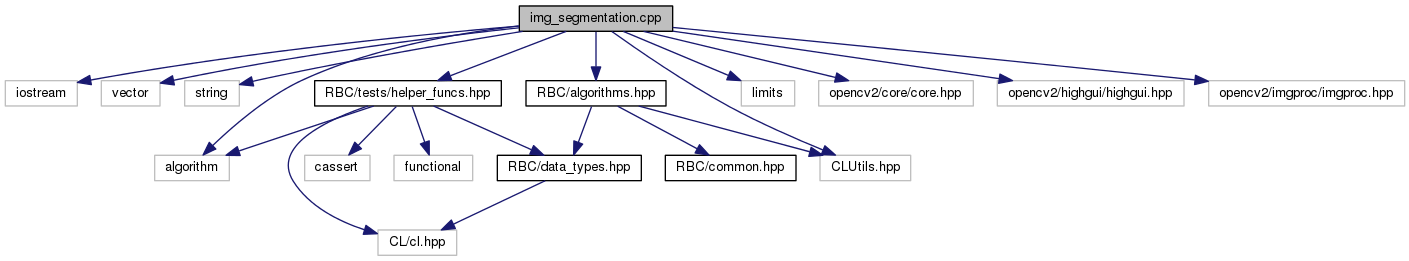 img_segmentation.cpp
iostream
vector
string
RBC/tests/helper_funcs.hpp
RBC/algorithms.hpp
limits
opencv2/core/core.hpp
opencv2/highgui/highgui.hpp
opencv2/imgproc/imgproc.hpp
algorithm
cassert
functional
RBC/data_types.hpp
RBC/common.hpp
CLUtils.hpp
CL/cl.hpp